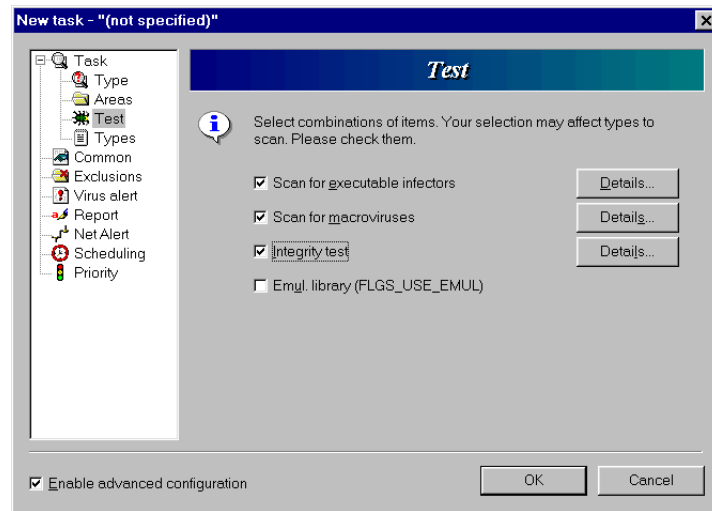 New task - "(not specified)"
Task
Type
Areas
Test
Types
Common
Exclusions
Virus alert
Report
Net Alert
Scheduling
Priority
Test
Select combinations of items. Your selection may affect types to
scan. Please check them.
Scan for executable infectors
Details...
Scan for macroviruses
Details...
Integrity test
Details...
Emul. library (FLGS_USE_EMUL)
Enable advanced configuration
OK
Cancel